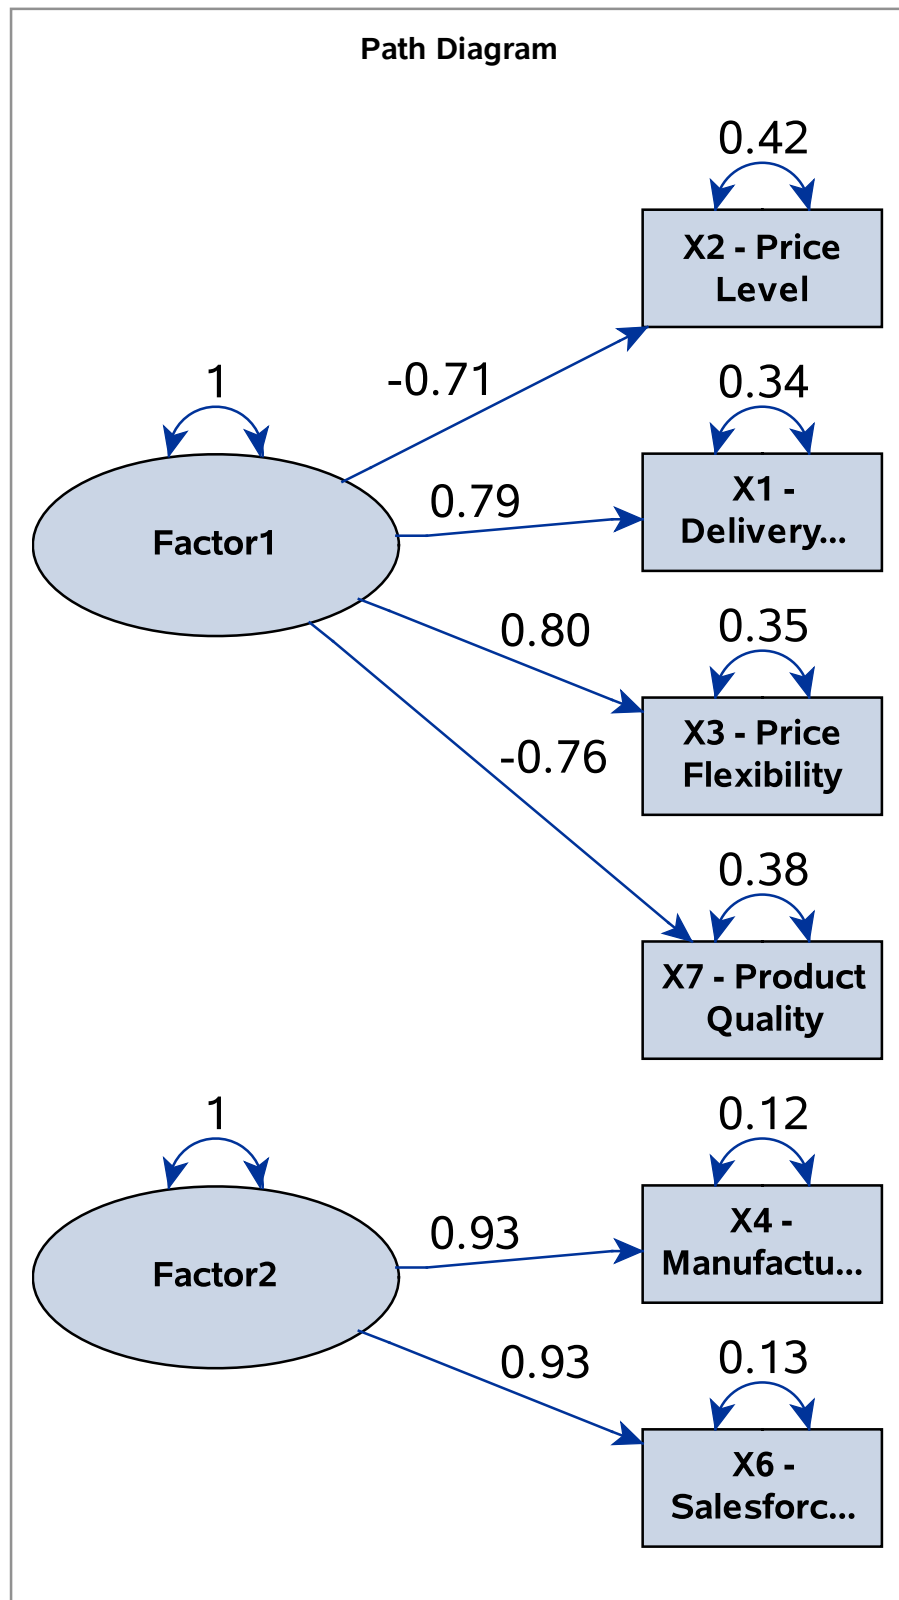 Path Diagram
0.42
X2 - Price
Level
-0.71
1
0.34
0.79
X1 -
Delivery...
Factor1
0.80
0.35
X3 - Price
Flexibility
-0.76
0.38
X7 - Product
Quality
1
0.12
0.93
X4 -
Manufactu...
Factor2
0.93
0.13
X6 -
Salesforc...